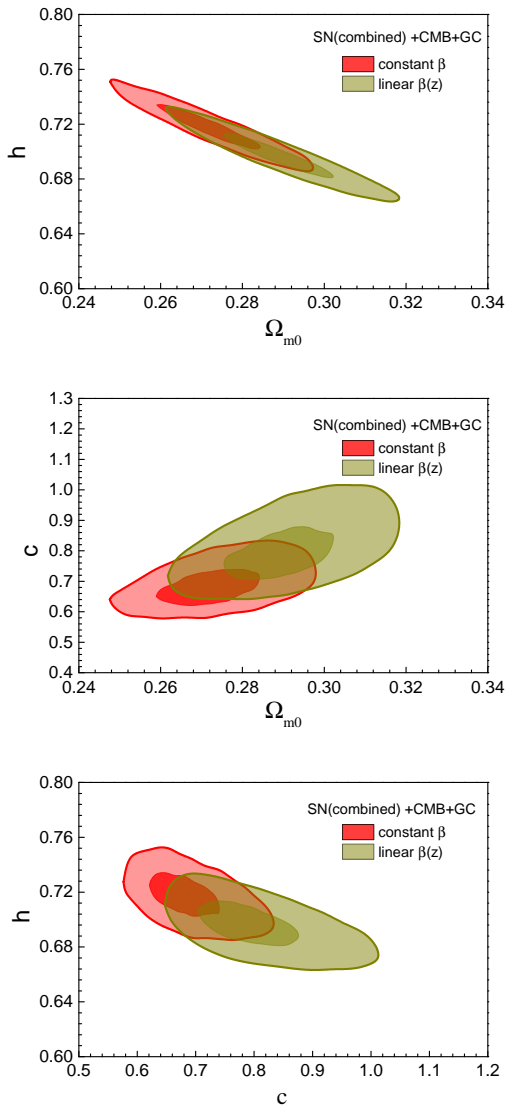 0.80
SN(combined) +CMB+GC
constant β
linear β(z)
0.76
0.72
h
0.68
0.64
0.60
0.24 0.26 0.28 0.30 0.32 0.34
Ωm0
1.3
SN(combined) +CMB+GC
constant β
linear β(z)
1.2
1.1
1.0
0.9
c
0.8
0.7
0.6
0.5
0.4
0.24 0.26 0.28 0.30 0.32 0.34
Ωm0
0.80
SN(combined) +CMB+GC
constant β
linear β(z)
0.76
0.72
h
0.68
0.64
0.60
0.5 0.6 0.7 0.8 0.9 1.0 1.1 1.2
c